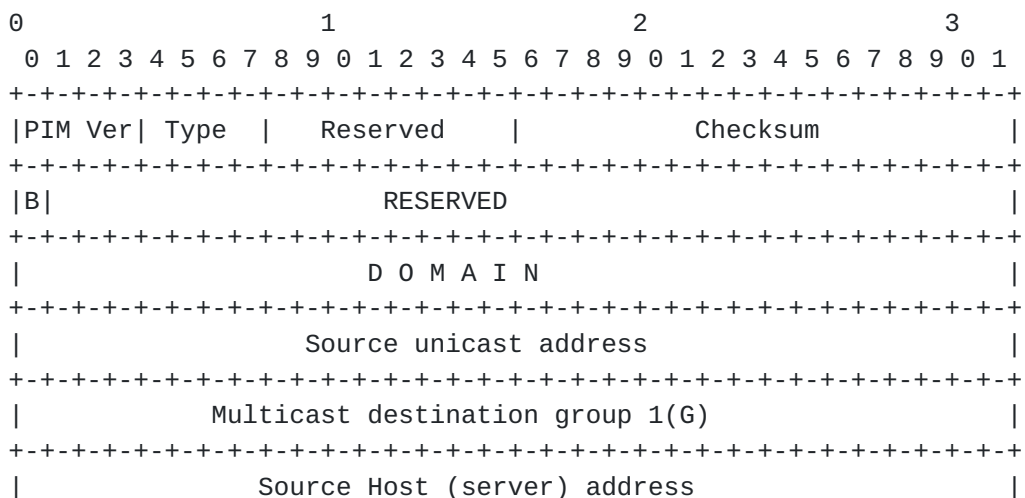 0                   1                   2                   3
 0 1 2 3 4 5 6 7 8 9 0 1 2 3 4 5 6 7 8 9 0 1 2 3 4 5 6 7 8 9 0 1
+-+-+-+-+-+-+-+-+-+-+-+-+-+-+-+-+-+-+-+-+-+-+-+-+-+-+-+-+-+-+-+-+
|PIM Ver| Type  |   Reserved    |           Checksum            |
+-+-+-+-+-+-+-+-+-+-+-+-+-+-+-+-+-+-+-+-+-+-+-+-+-+-+-+-+-+-+-+-+
|B|                     RESERVED                                |
+-+-+-+-+-+-+-+-+-+-+-+-+-+-+-+-+-+-+-+-+-+-+-+-+-+-+-+-+-+-+-+-+
|                      D O M A I N                              |
+-+-+-+-+-+-+-+-+-+-+-+-+-+-+-+-+-+-+-+-+-+-+-+-+-+-+-+-+-+-+-+-+
|                  Source unicast address                       |
+-+-+-+-+-+-+-+-+-+-+-+-+-+-+-+-+-+-+-+-+-+-+-+-+-+-+-+-+-+-+-+-+
|            Multicast destination group 1(G)                   |
+-+-+-+-+-+-+-+-+-+-+-+-+-+-+-+-+-+-+-+-+-+-+-+-+-+-+-+-+-+-+-+-+
|               Source Host (server) address                    |